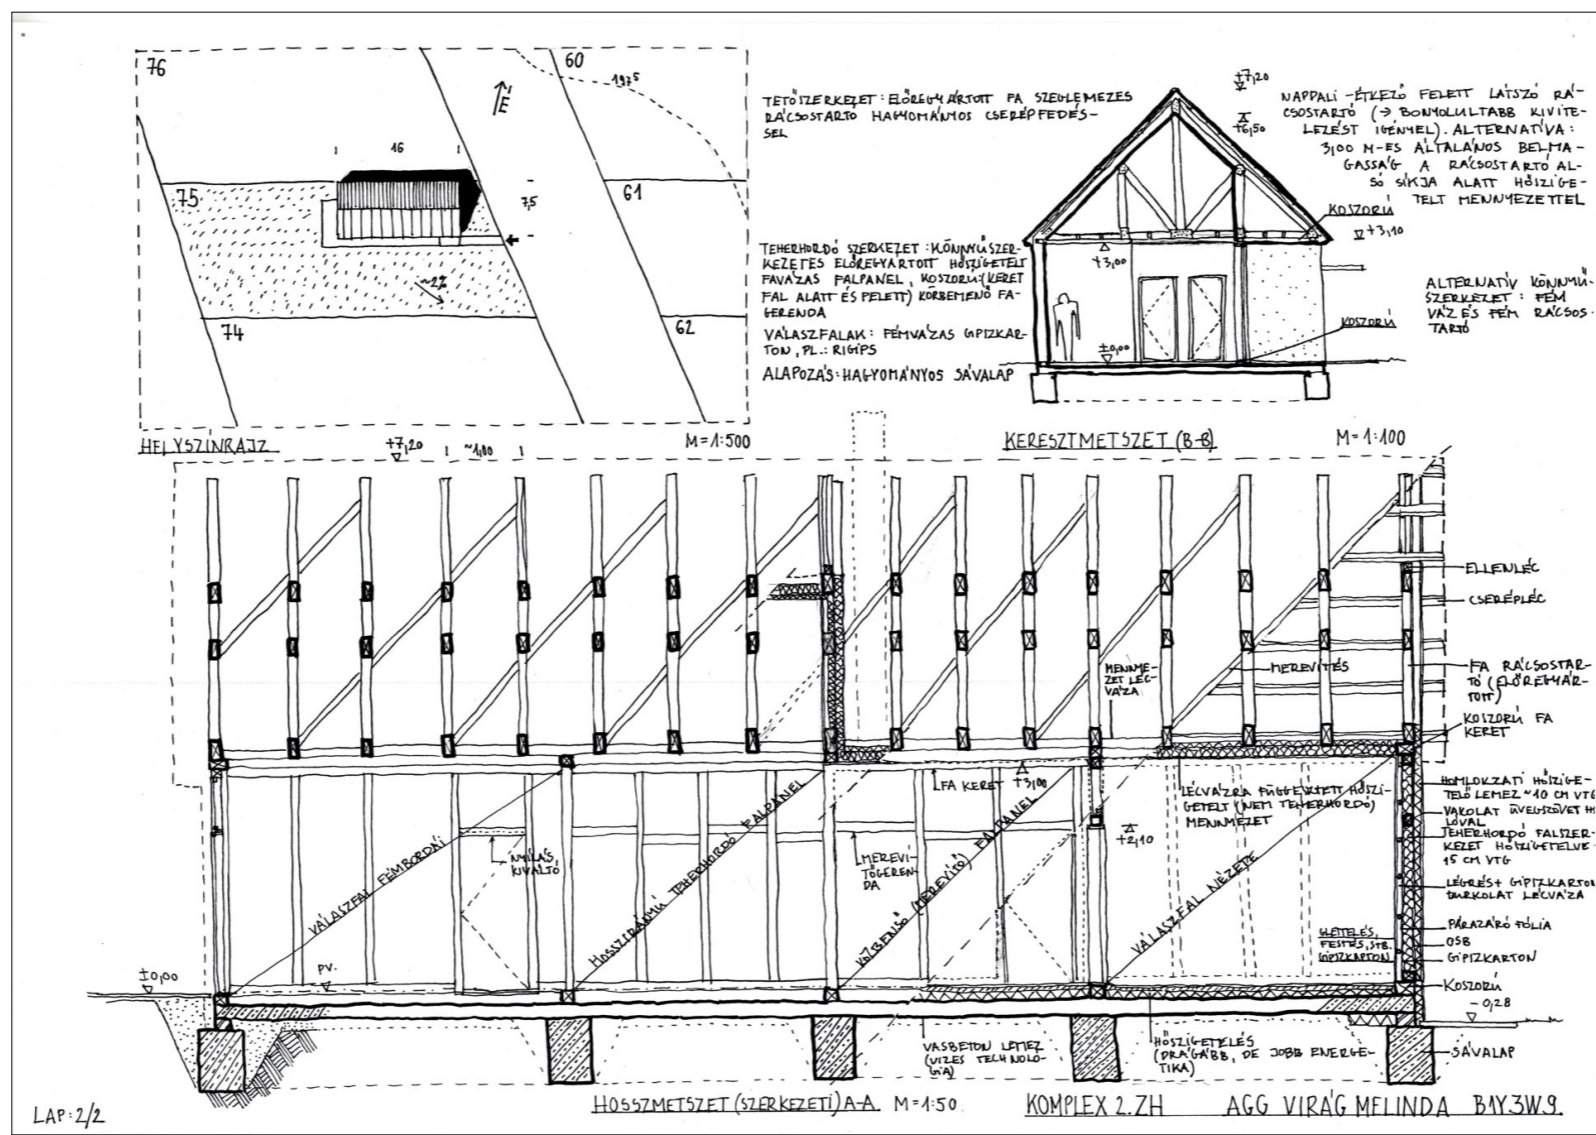 76
60
197⁵
É
16
75
7,5
61
~2%
74
62
HELYSZÍNRAJZ
M=1:500
TETŐSZERKEZET: ELŐREGYÁRTOTT FA SZEGLEMEZES
RÁCSOSTARTÓ HAGYOMÁNYOS CSERÉPFEDÉS-
SEL
TEHERHORDÓ SZERKEZET: KÖNNYŰSZER-
KEZETES ELŐREGYÁRTOTT HŐSZIGETELT
FAVÁZAS FALPANEL, KOSZORÚ (KERET
FAL ALATT ÉS FELETT) KÖRBEMENŐ FA-
GERENDA
VÁLASZFALAK: FÉMVÁZAS GIPSZKAR-
TON, PL.: RIGIPS
ALAPOZÁS: HAGYOMÁNYOS SÁVALAP
+7,20
+6,50
NAPPALI-ÉTKEZŐ FELETT LÁTSZÓ RÁ-
CSOSTARTÓ (→ BONYOLULTABB KIVITE-
LEZÉST IGÉNYEL). ALTERNATÍVA:
3,00 M-ES ÁLTALÁNOS BELMA-
GASSÁG A RÁCSOSTARTÓ AL-
SÓ SÍKJA ALATT HŐSZIGE-
TELT MENNYEZETTEL
KOSZORÚ
+3,10
+3,00
ALTERNATÍV KÖNNYŰ-
SZERKEZET: FÉM
VÁZ ÉS FÉM RÁCSOS-
TARTÓ
KOSZORÚ
±0,00
KERESZTMETSZET (B-B)
M=1:100
+7,20
~1,00
ELLENLÉC
CSERÉPLÉC
MENNYE-
ZET LÉC-
VÁZA
MEREVÍTÉS
FA RÁCSOSTAR-
TÓ (ELŐREGYÁR-
TOTT)
KOSZORÚ FA
KERET
FA KERET
+3,00
LÉCVÁZRA FÜGGESZTETT HŐSZI-
GETELT (NEM TEHERHORDÓ)
MENNYEZET
HOMLOKZATI HŐSZIGE-
TELŐ LEMEZ ~10 CM VTG
VAKOLAT ÜVEGSZÖVET H
LÓVAL
TEHERHORDÓ FALSZER-
KEZET HŐSZIGETELVE
15 CM VTG
LÉGRÉS + GIPSZKARTON
BURKOLAT LÉCVÁZA
PÁRAZÁRÓ FÓLIA
OSB
GIPSZKARTON
GLETTELÉS,
FESTÉS, STB.
GIPSZKARTON
KOSZORÚ
-0,28
SÁVALAP
VÁLASZFAL FÉMBORDÁI
NYÍLÁS
KIVÁLTÓ
HOSSZIRÁNYÚ TEHERHORDÓ FALPANEL
MEREVÍ-
TŐGEREN-
DA
KÖZBENSŐ (MEREVÍTŐ) FALPANEL
+2,10
VÁLASZFAL NÉZETE
±0,00
PV.
VASBETON LEMEZ
(VIZES TECHNOLÓ-
GIA)
HŐSZIGETELÉS
(DRÁGÁBB, DE JOBB ENERGE-
TIKA)
LAP: 2/2
HOSSZMETSZET (SZERKEZETI) A-A M=1:50
KOMPLEX 2. ZH AGG VIRÁG MELINDA B1Y3W9.